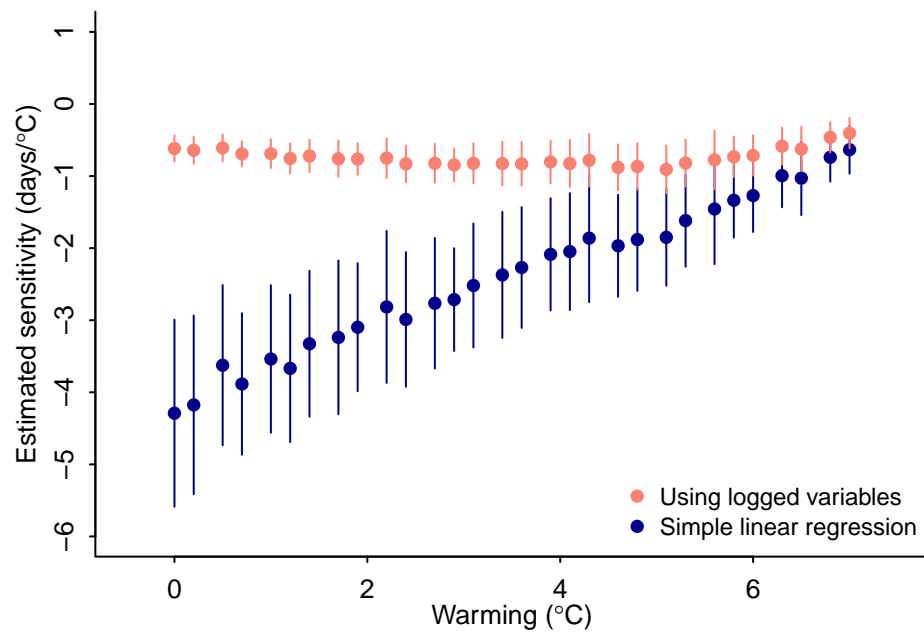 Estimated sensitivity (days/°C)
1
0
−1
−2
−3
−4
−5
−6
Using logged variables
Simple linear regression
0 2 4 6
Warming (°C)